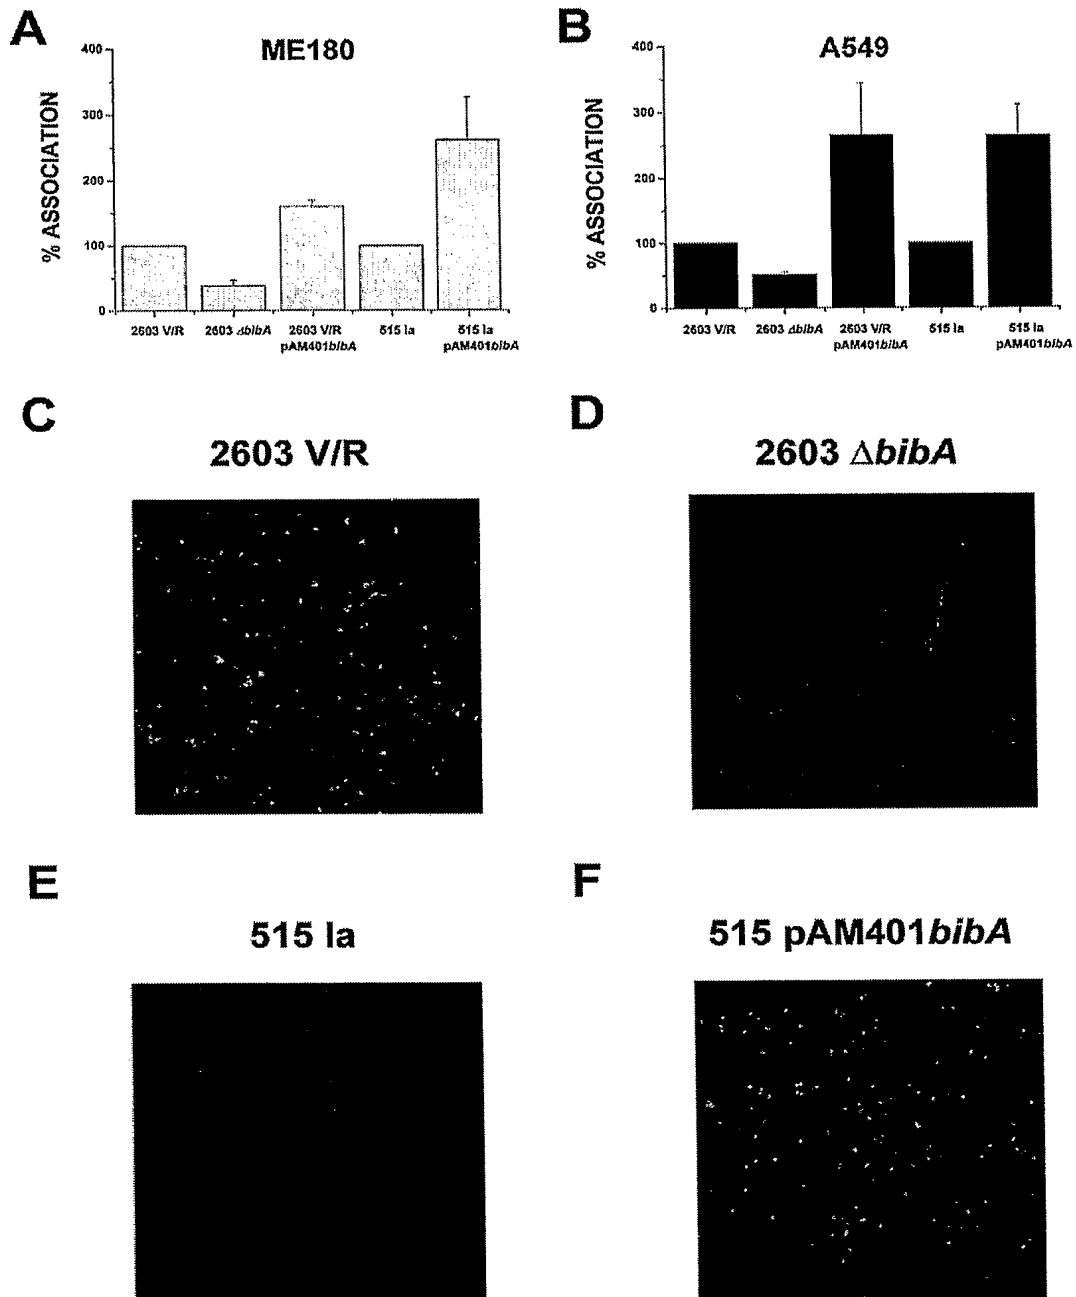 A
ME180
% ASSOCIATION
400
300
200
100
0
2603 V/R
2603 ΔbibA
2603 V/R
pAM401bibA
515 Ia
515 Ia
pAM401bibA
B
A549
% ASSOCIATION
400
300
200
100
0
2603 V/R
2603 ΔbibA
2603 V/R
pAM401bibA
515 Ia
515 Ia
pAM401bibA
C
2603 V/R
D
2603 ΔbibA
E
515 Ia
F
515 pAM401bibA